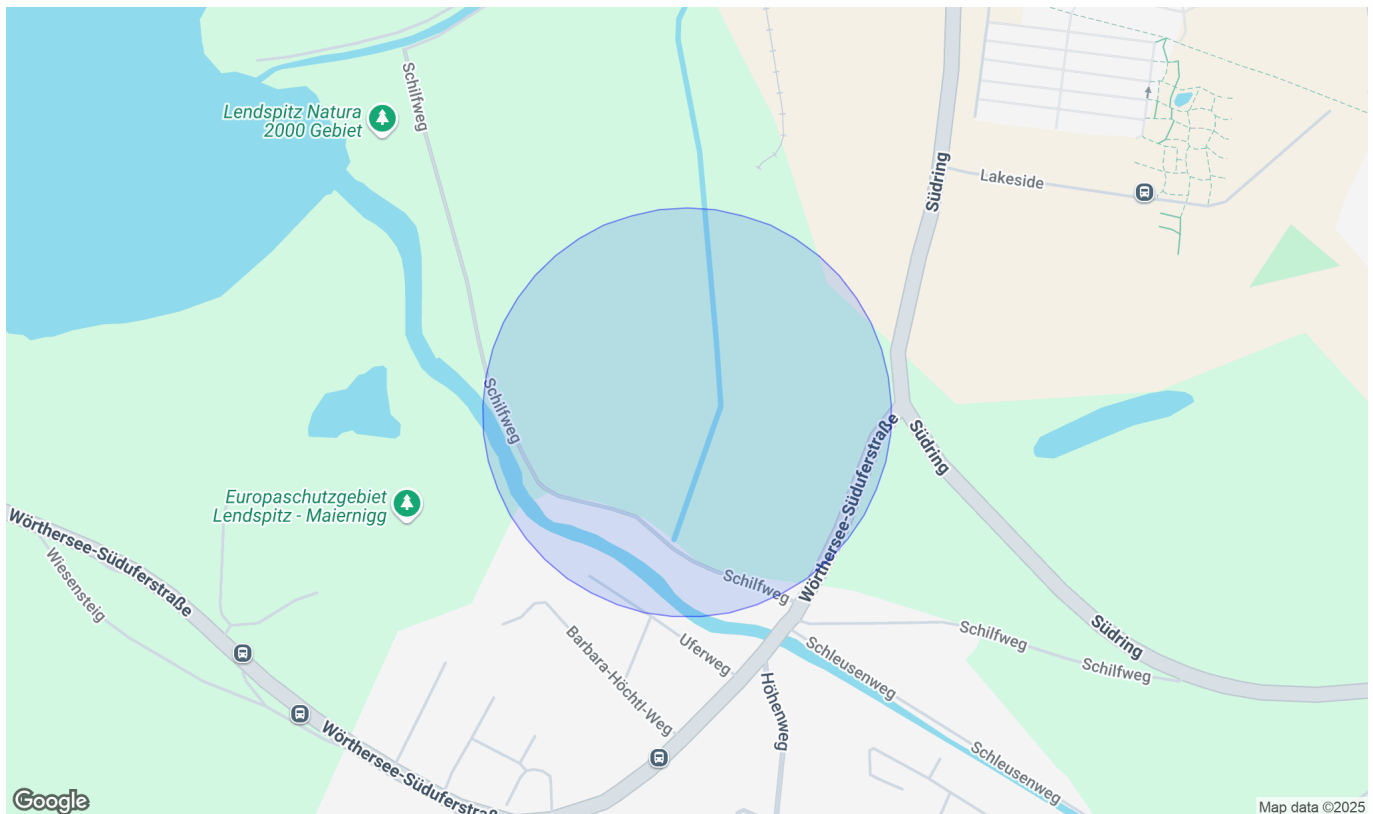 Schilfweg
Lendspitz Natura
2000 Gebiet
Südring
Lakeside
Schilfweg
Wörthersee-Süduferstraße
Südring
Europaschutzgebiet
Lendspitz - Maiernigg
Wörthersee-Süduferstraße
Wiesensteig
Schilfweg
Barbara-Höchtl-Weg
Uferweg
Schleusenweg
Schilfweg
Schilfweg
Südring
Höhenweg
Wörthersee-Süduferstraß
Schleusenweg
Google
Map data ©2025